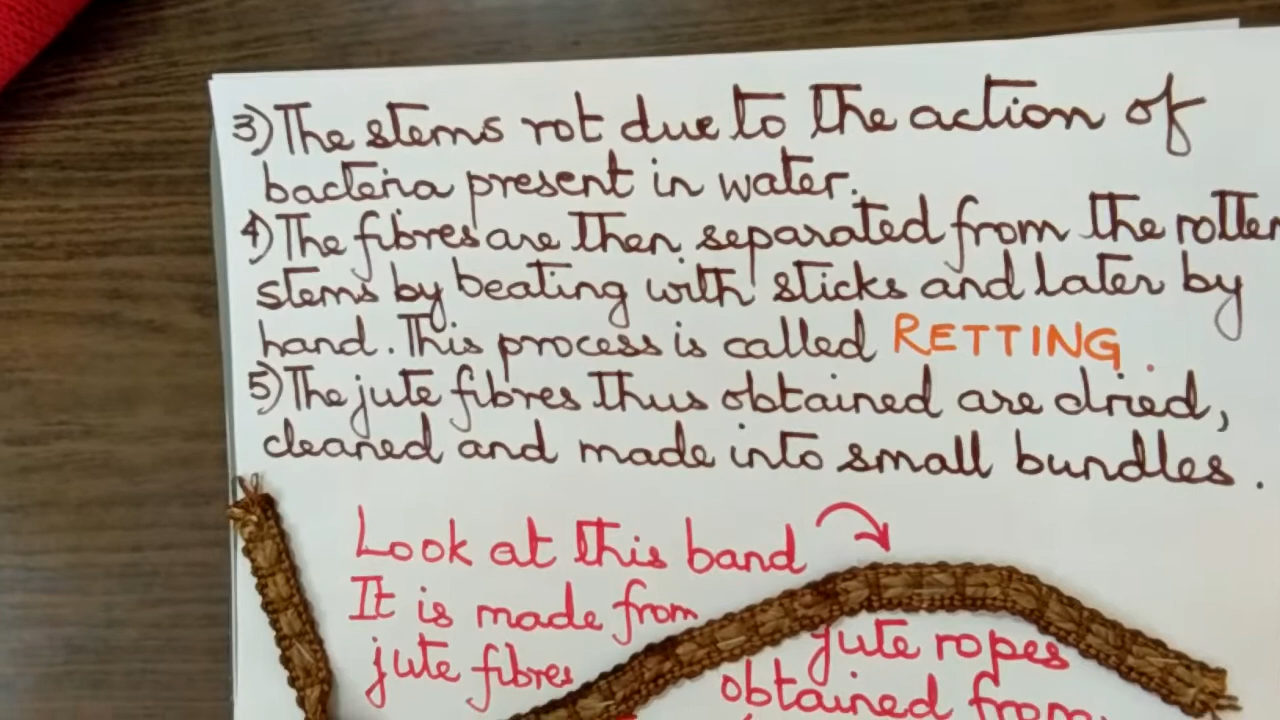 3) The stems rot due to the action of
bacteria present in water.
4) The fibres are then separated from the rotten
stems by beating with sticks and later by
hand. This process is called RETTING.
5) The jute fibres thus obtained are dried,
cleaned and made into small bundles.
Look at this band
It is made from
jute fibres
jute ropes
obtained from